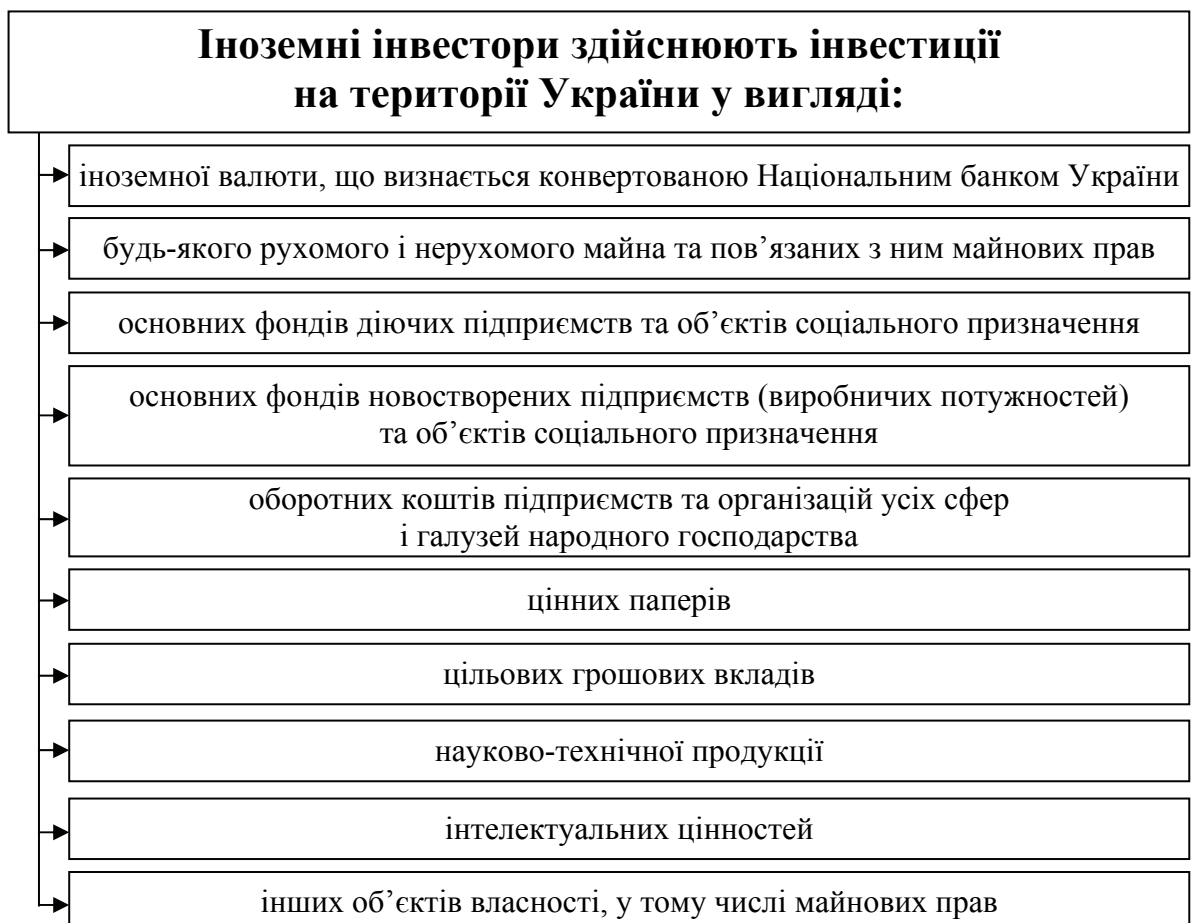 Іноземні інвестори здійснюють інвестиції
на території України у вигляді:
іноземної валюти, що визнається конвертованою Національним банком України
будь-якого рухомого і нерухомого майна та пов’язаних з ним майнових прав
основних фондів діючих підприємств та об’єктів соціального призначення
основних фондів новостворених підприємств (виробничих потужностей)
та об’єктів соціального призначення
оборотних коштів підприємств та організацій усіх сфер
і галузей народного господарства
цінних паперів
цільових грошових вкладів
науково-технічної продукції
інтелектуальних цінностей
інших об’єктів власності, у тому числі майнових прав